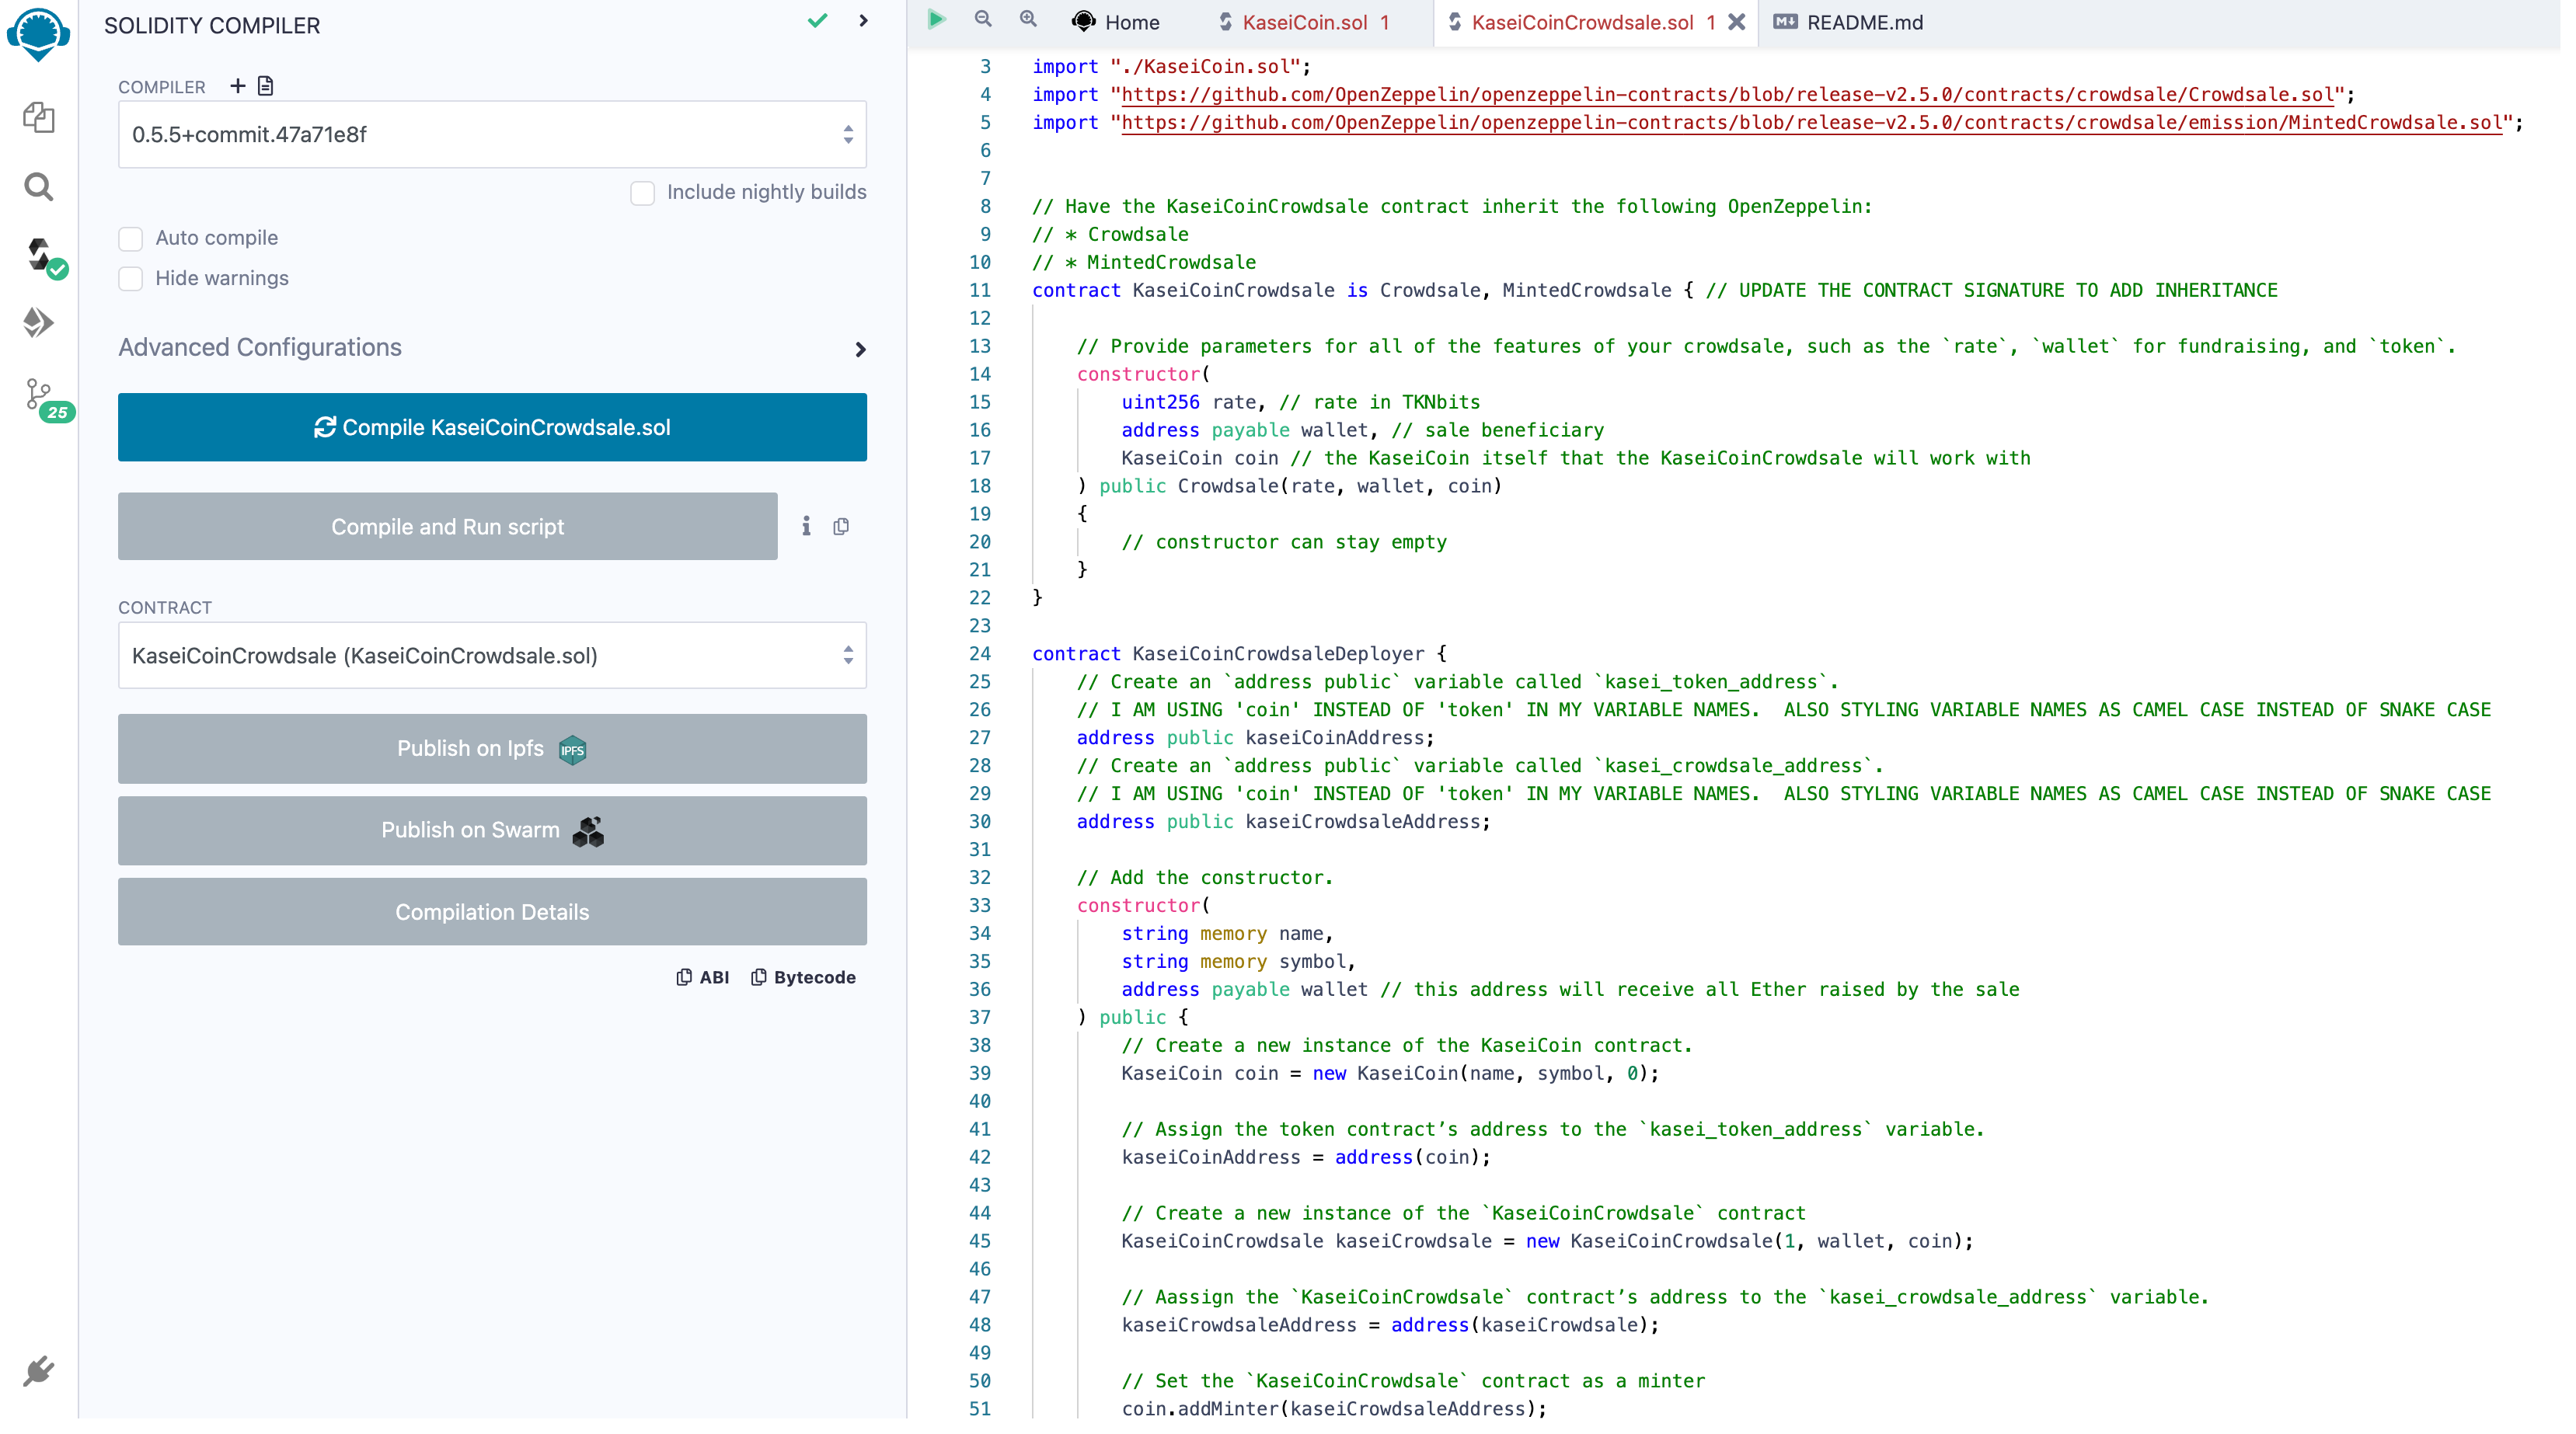 SOLIDITY COMPILER
COMPILER
0.5.5+commit.47a71e8f
Include nightly builds
Auto compile
Hide warnings
Advanced Configurations
Compile KaseiCoinCrowdsale.sol
Compile and Run script
CONTRACT
KaseiCoinCrowdsale (KaseiCoinCrowdsale.sol)
Publish on Ipfs IPFS
Publish on Swarm
Compilation Details
ABI Bytecode
25
Home KaseiCoin.sol 1 KaseiCoinCrowdsale.sol 1 README.md
3 import "./KaseiCoin.sol";
4 import "https://github.com/OpenZeppelin/openzeppelin-contracts/blob/release-v2.5.0/contracts/crowdsale/Crowdsale.sol";
5 import "https://github.com/OpenZeppelin/openzeppelin-contracts/blob/release-v2.5.0/contracts/crowdsale/emission/MintedCrowdsale.sol";
6
7
8 // Have the KaseiCoinCrowdsale contract inherit the following OpenZeppelin:
9 // * Crowdsale
10 // * MintedCrowdsale
11 contract KaseiCoinCrowdsale is Crowdsale, MintedCrowdsale { // UPDATE THE CONTRACT SIGNATURE TO ADD INHERITANCE
12
13 // Provide parameters for all of the features of your crowdsale, such as the `rate`, `wallet` for fundraising, and `token`.
14 constructor(
15 uint256 rate, // rate in TKNbits
16 address payable wallet, // sale beneficiary
17 KaseiCoin coin // the KaseiCoin itself that the KaseiCoinCrowdsale will work with
18 ) public Crowdsale(rate, wallet, coin)
19 {
20 // constructor can stay empty
21 }
22 }
23
24 contract KaseiCoinCrowdsaleDeployer {
25 // Create an `address public` variable called `kasei_token_address`.
26 // I AM USING 'coin' INSTEAD OF 'token' IN MY VARIABLE NAMES.  ALSO STYLING VARIABLE NAMES AS CAMEL CASE INSTEAD OF SNAKE CASE
27 address public kaseiCoinAddress;
28 // Create an `address public` variable called `kasei_crowdsale_address`.
29 // I AM USING 'coin' INSTEAD OF 'token' IN MY VARIABLE NAMES.  ALSO STYLING VARIABLE NAMES AS CAMEL CASE INSTEAD OF SNAKE CASE
30 address public kaseiCrowdsaleAddress;
31
32 // Add the constructor.
33 constructor(
34 string memory name,
35 string memory symbol,
36 address payable wallet // this address will receive all Ether raised by the sale
37 ) public {
38 // Create a new instance of the KaseiCoin contract.
39 KaseiCoin coin = new KaseiCoin(name, symbol, 0);
40
41 // Assign the token contract’s address to the `kasei_token_address` variable.
42 kaseiCoinAddress = address(coin);
43
44 // Create a new instance of the `KaseiCoinCrowdsale` contract
45 KaseiCoinCrowdsale kaseiCrowdsale = new KaseiCoinCrowdsale(1, wallet, coin);
46
47 // Aassign the `KaseiCoinCrowdsale` contract’s address to the `kasei_crowdsale_address` variable.
48 kaseiCrowdsaleAddress = address(kaseiCrowdsale);
49
50 // Set the `KaseiCoinCrowdsale` contract as a minter
51 coin.addMinter(kaseiCrowdsaleAddress);